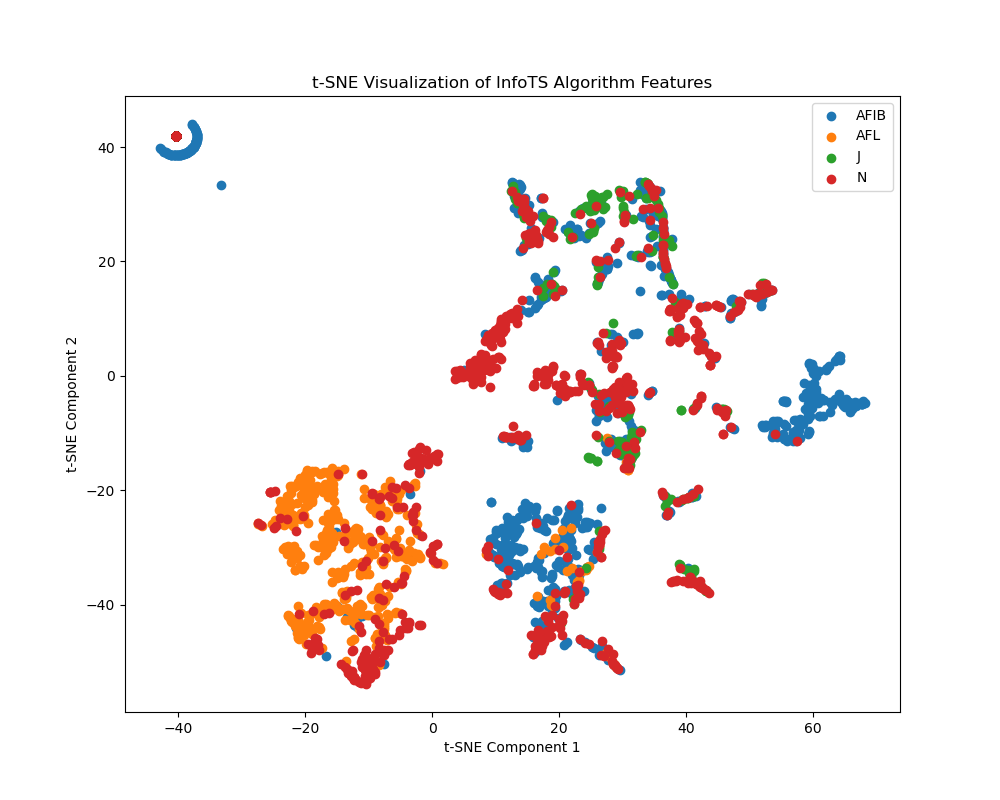 t-SNE Visualization of InfoTS Algorithm Features
AFIB
AFL
J
N
40
20
0
−20
−40
t-SNE Component 2
−40
−20
0
20
40
60
t-SNE Component 1